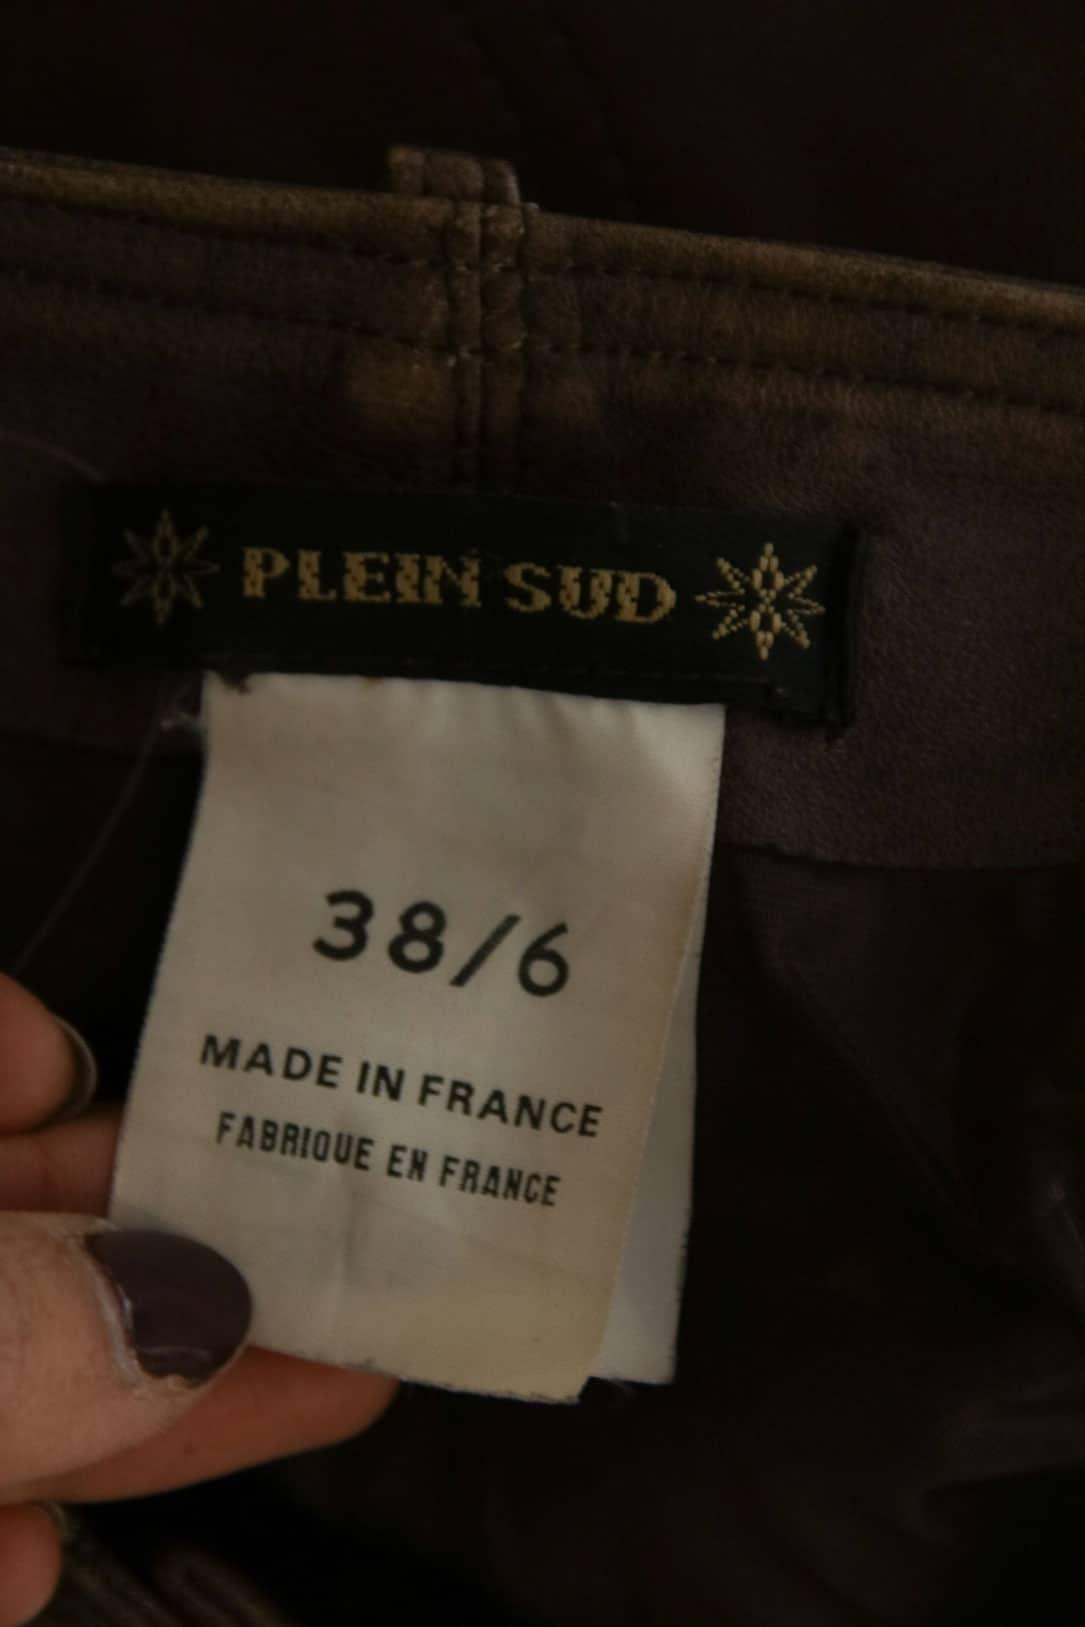 PLEIN SUD
38/6
MADE IN FRANCE
FABRIQUE EN FRANCE